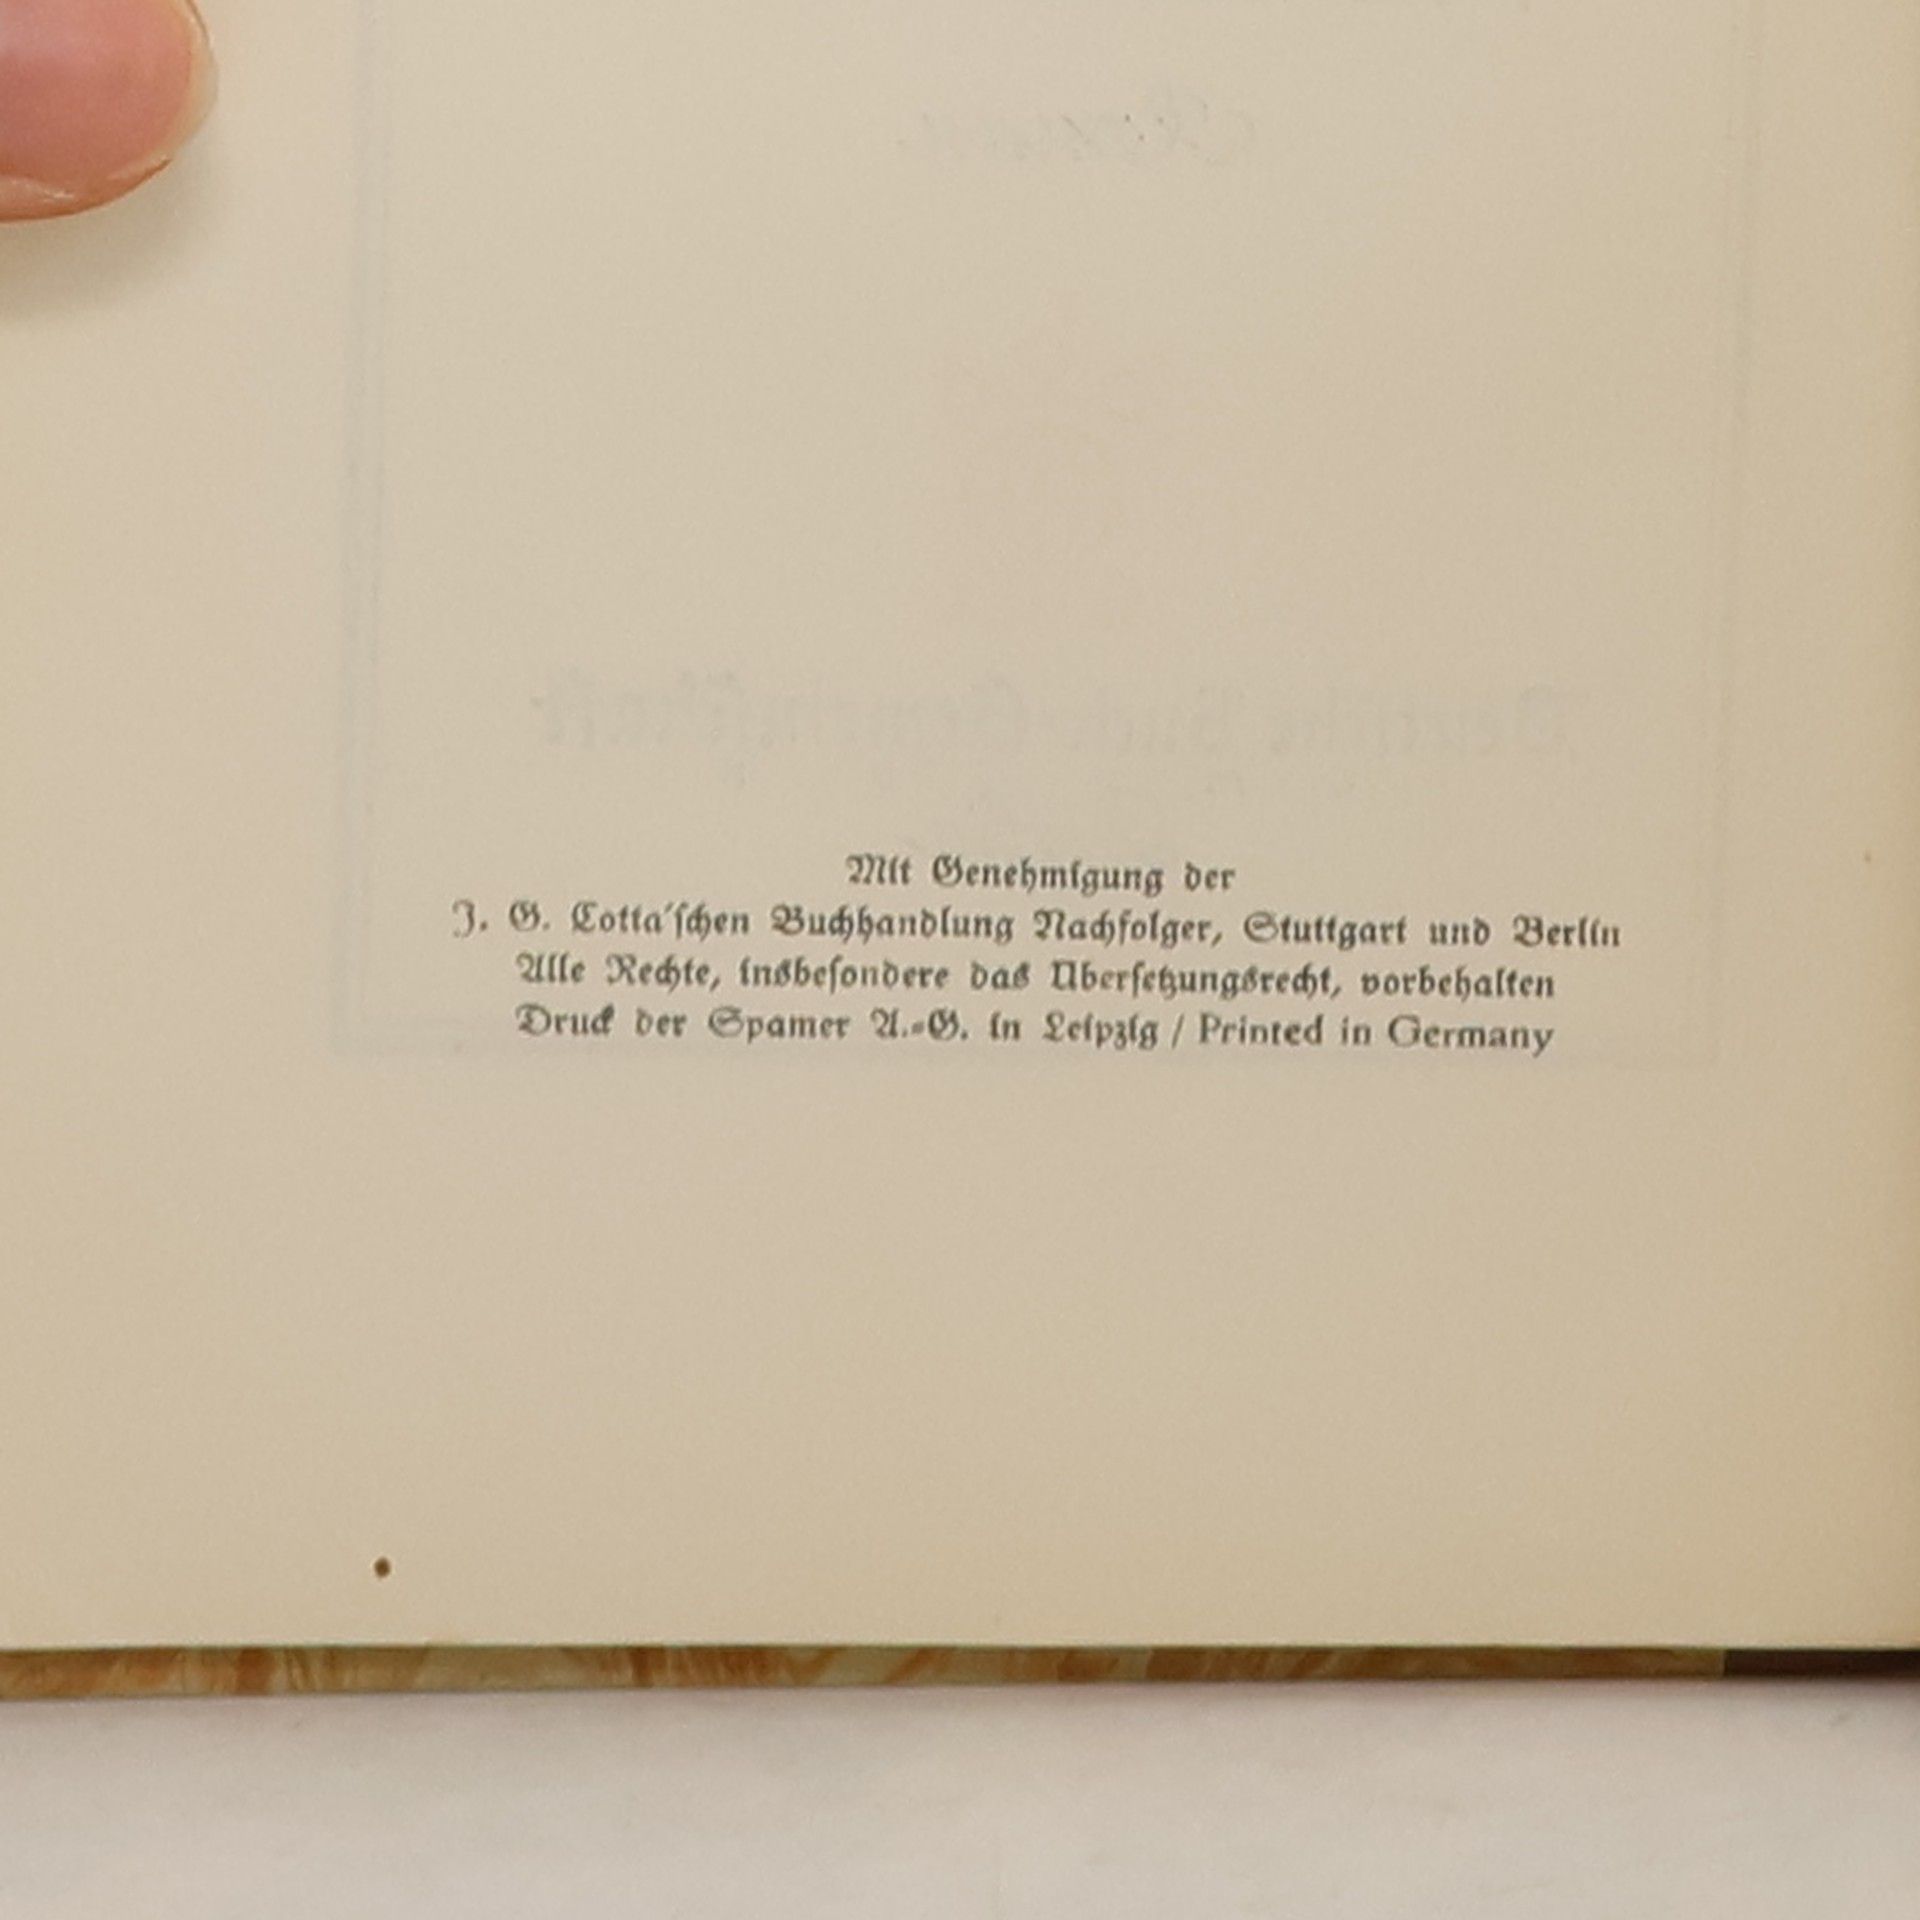 Mit Genehmigung der
J. G. Cotta'schen Buchhandlung Nachfolger, Stuttgart und Berlin
Alle Rechte, insbesondere das Übersetzungsrecht, vorbehalten
Druck der Spamer A.-G. in Leipzig / Printed in Germany